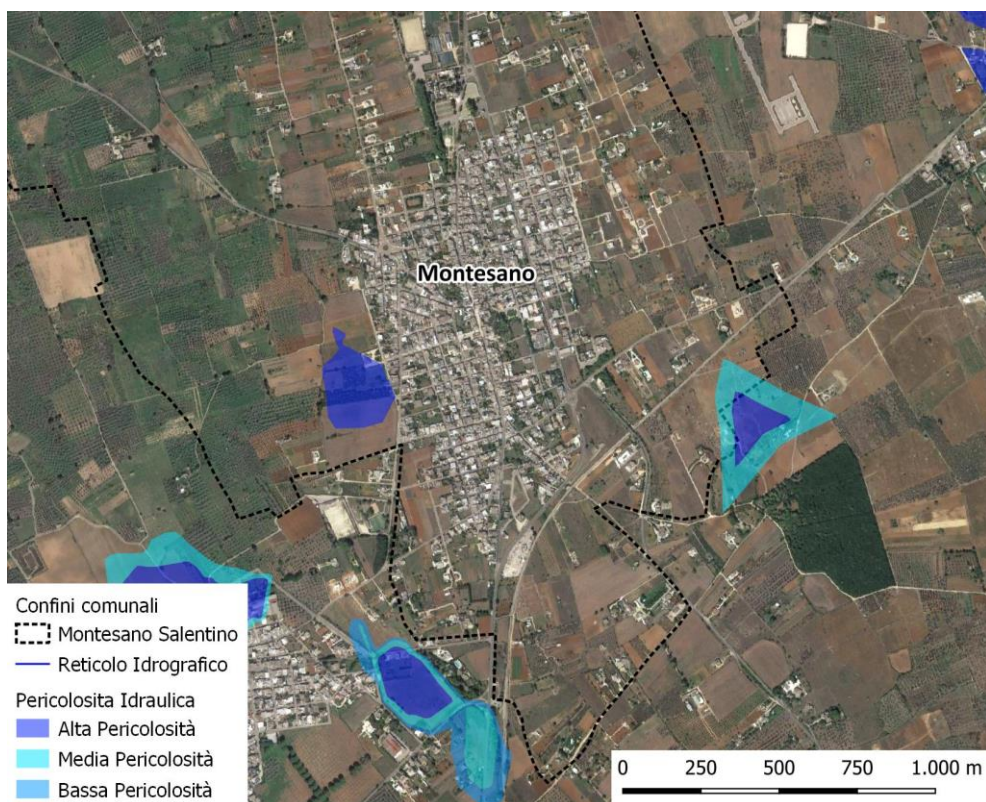 Montesano
Confini comunali
Montesano Salentino
Reticolo Idrografico
Pericolosita Idraulica
Alta Pericolosità
Media Pericolosità
Bassa Pericolosità
0 250 500 750 1.000 m